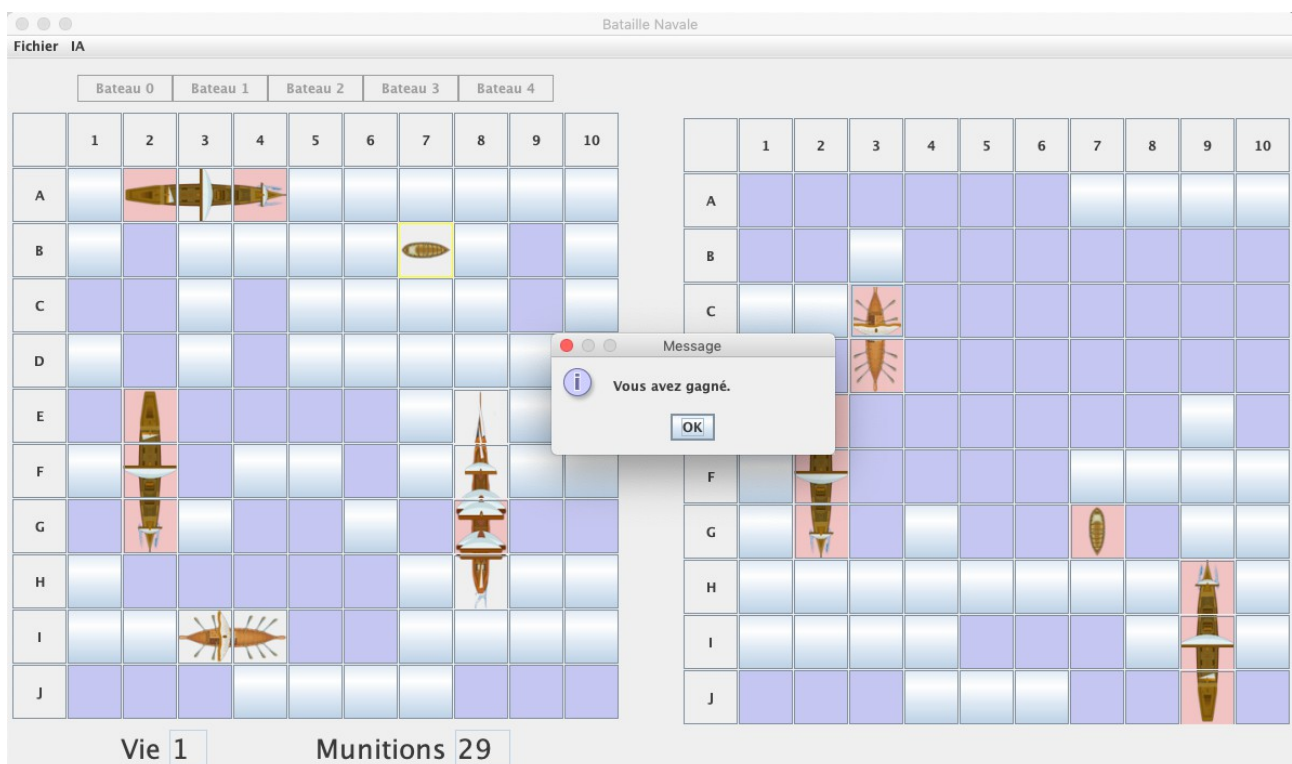 Bataille Navale
Fichier IA
Bateau 0 Bateau 1 Bateau 2 Bateau 3 Bateau 4
1 2 3 4 5 6 7 8 9 10
A
B
C
D
E
F
G
H
I
J
1 2 3 4 5 6 7 8 9 10
A
B
C
F
G
H
I
J
Message
Vous avez gagné.
OK
Vie 1 Munitions 29